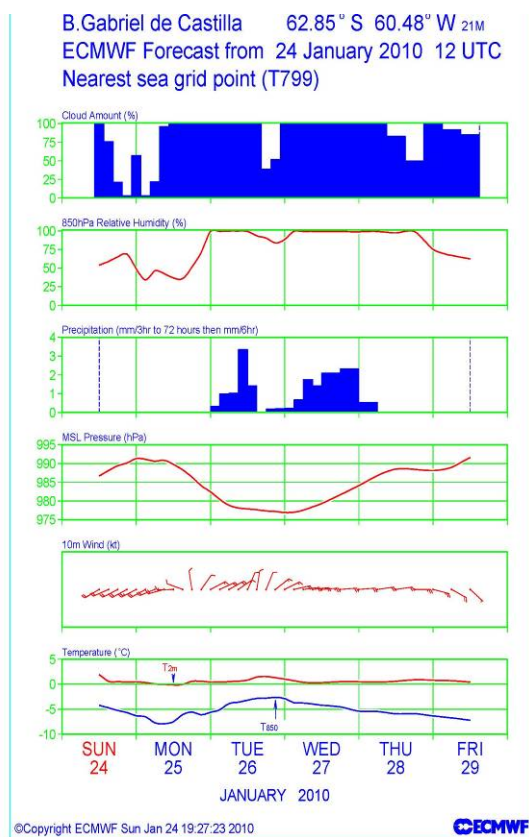 B.Gabriel de Castilla 62.85° S 60.48° W 21M
ECMWF Forecast from 24 January 2010 12 UTC
Nearest sea grid point (T799)
Cloud Amount (%)
100
75
50
25
0
850hPa Relative Humidity (%)
100
75
50
25
0
Precipitation (mm/3hr to 72 hours then mm/6hr)
4
3
2
1
0
MSL Pressure (hPa)
995
990
985
980
975
10m Wind (kt)
Temperature (°C)
5
0
-5
-10
T2m
T850
SUN MON TUE WED THU FRI
24 25 26 27 28 29
JANUARY 2010
©Copyright ECMWF Sun Jan 24 19:27:23 2010
ECMWF